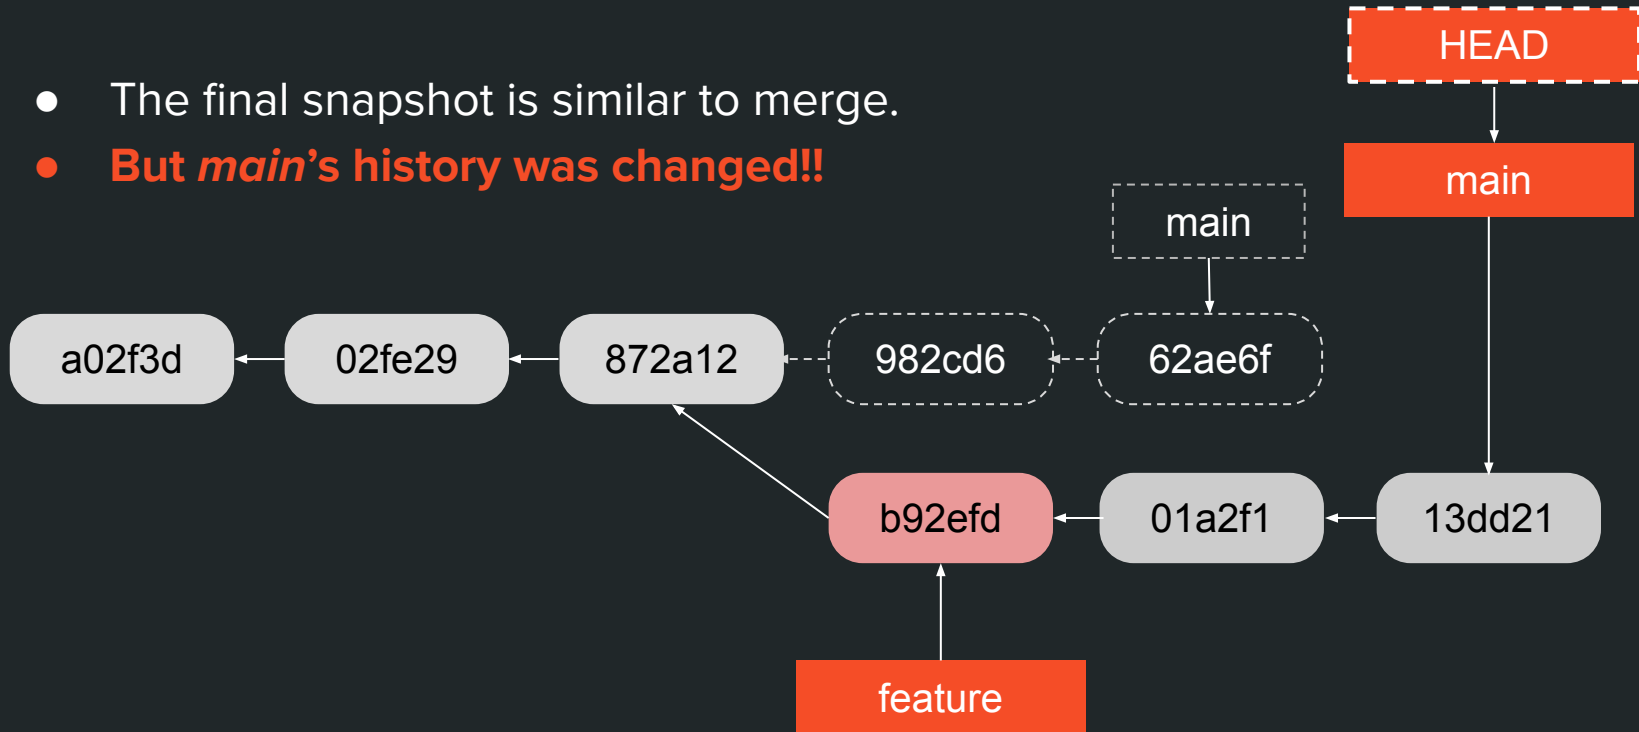 HEAD
● The final snapshot is similar to merge.
● But main’s history was changed!!
main
main
a02f3d
02fe29
872a12
982cd6
62ae6f
b92efd
01a2f1
13dd21
feature